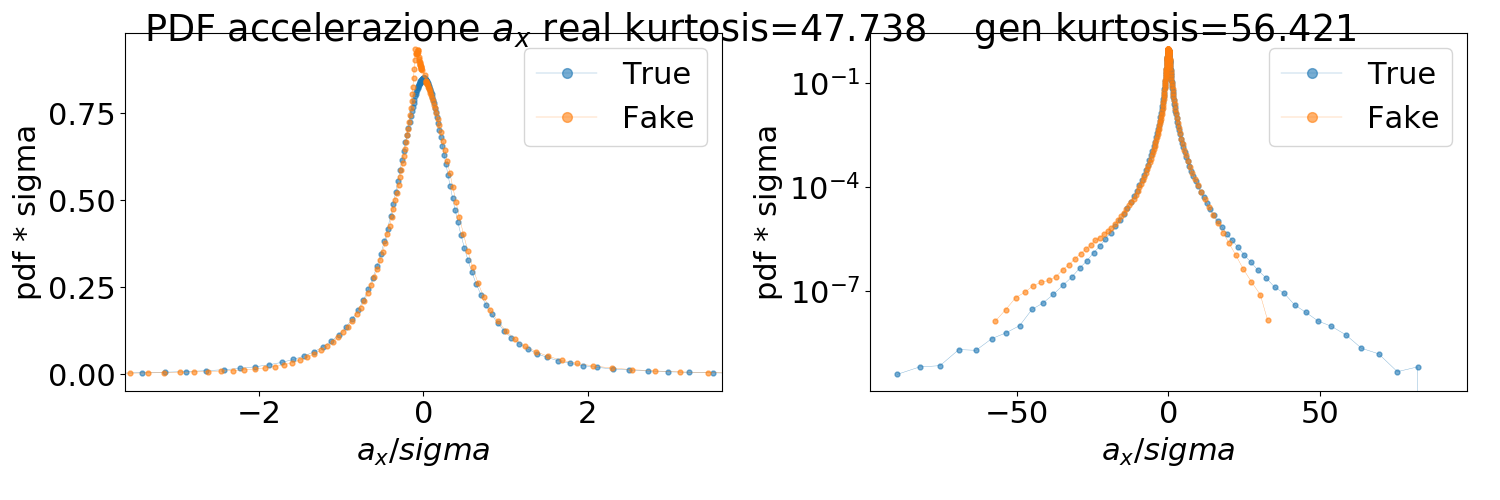 PDF accelerazione $a_x$ real kurtosis=47.738 gen kurtosis=56.421
pdf * sigma
0.75
0.50
0.25
0.00
−2
0
2
$a_x/sigma$
True
Fake
pdf * sigma
$10^{-1}$
$10^{-4}$
$10^{-7}$
−50
0
50
$a_x/sigma$
True
Fake